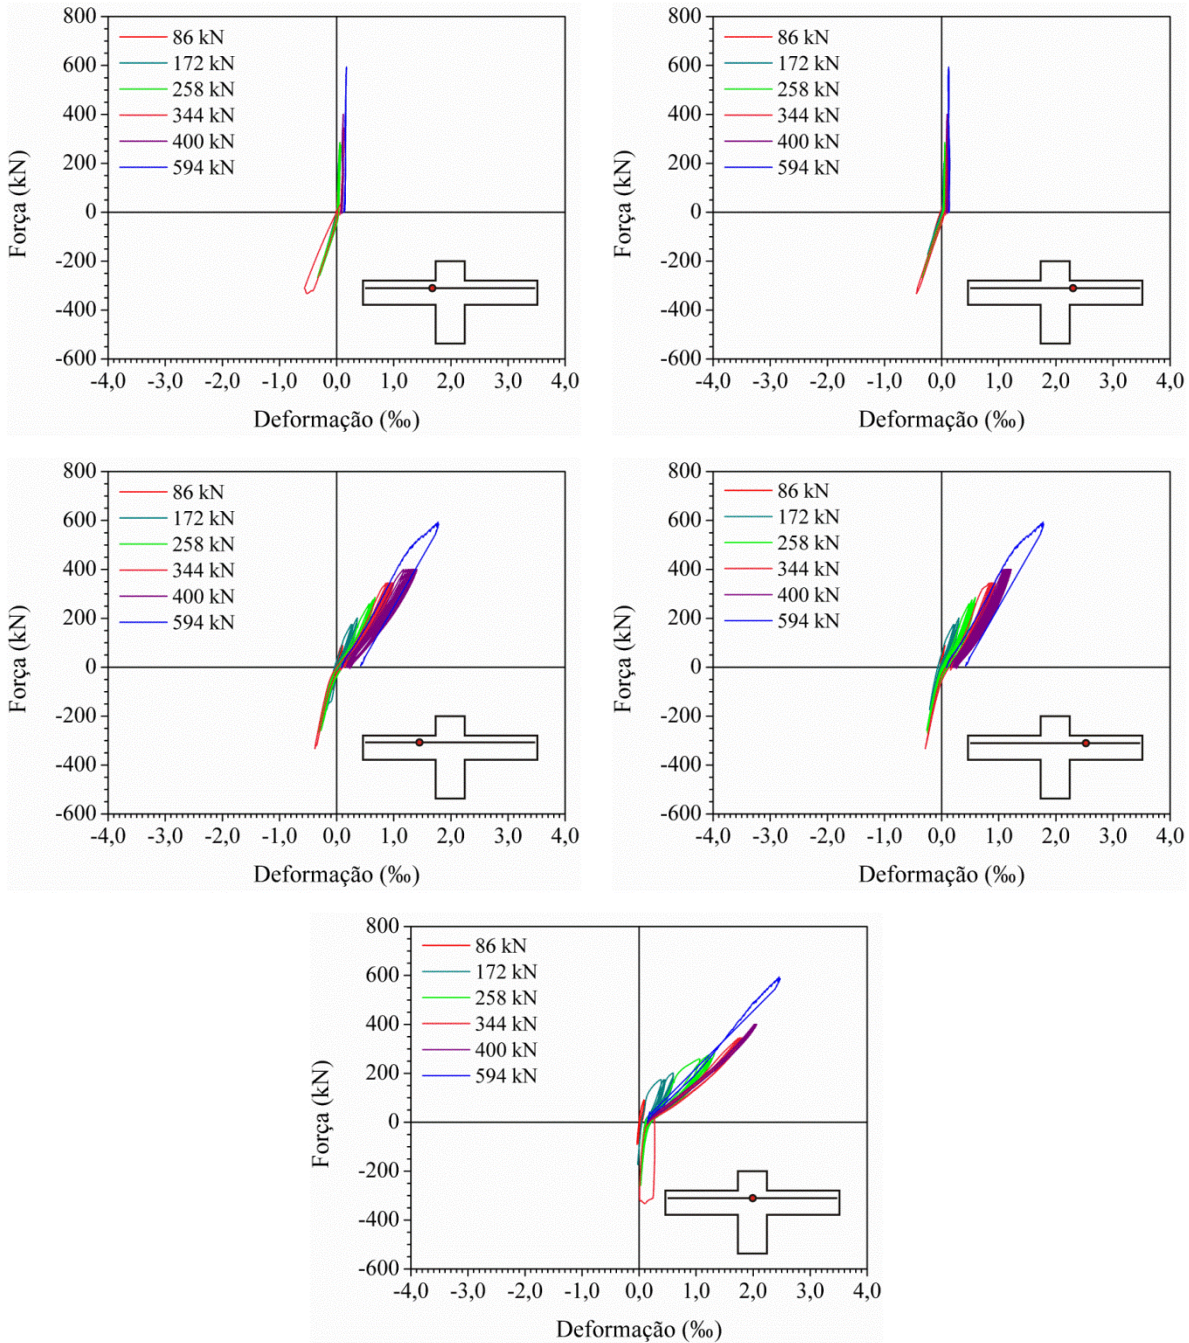 800
600
400
200
0
-200
-400
-600
Força (kN)
86 kN
172 kN
258 kN
344 kN
400 kN
594 kN
-4,0 -3,0 -2,0 -1,0 0,0 1,0 2,0 3,0 4,0
Deformação (‰)
800
600
400
200
0
-200
-400
-600
Força (kN)
86 kN
172 kN
258 kN
344 kN
400 kN
594 kN
-4,0 -3,0 -2,0 -1,0 0,0 1,0 2,0 3,0 4,0
Deformação (‰)
800
600
400
200
0
-200
-400
-600
Força (kN)
86 kN
172 kN
258 kN
344 kN
400 kN
594 kN
-4,0 -3,0 -2,0 -1,0 0,0 1,0 2,0 3,0 4,0
Deformação (‰)
800
600
400
200
0
-200
-400
-600
Força (kN)
86 kN
172 kN
258 kN
344 kN
400 kN
594 kN
-4,0 -3,0 -2,0 -1,0 0,0 1,0 2,0 3,0 4,0
Deformação (‰)
800
600
400
200
0
-200
-400
-600
Força (kN)
86 kN
172 kN
258 kN
344 kN
400 kN
594 kN
-4,0 -3,0 -2,0 -1,0 0,0 1,0 2,0 3,0 4,0
Deformação (‰)